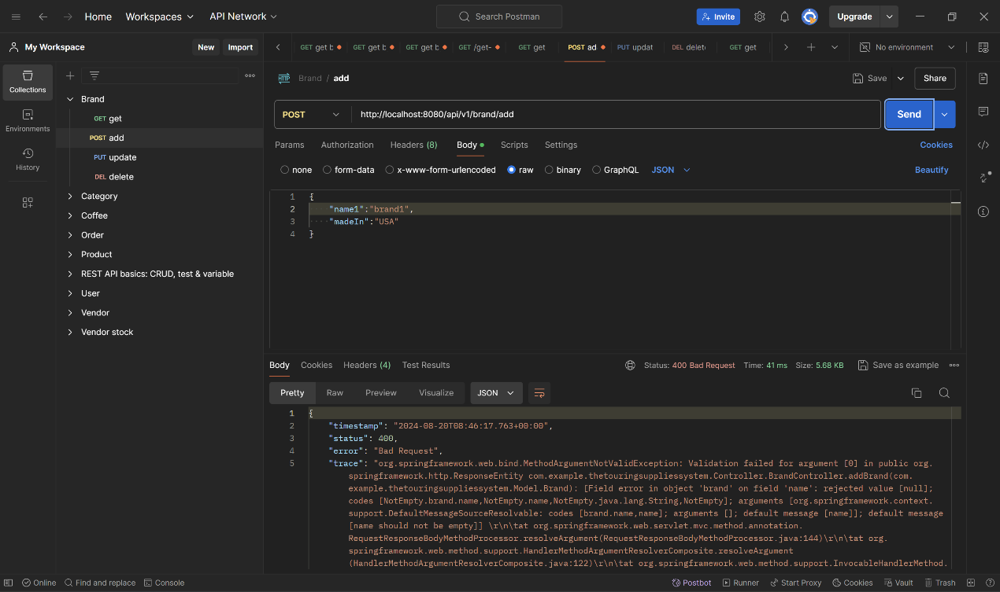 Home Workspaces API Network Search Postman Invite Upgrade
My Workspace New Import GET get b GET get b GET get b GET /get- GET get POST ad PUT updat DEL delet GET get No environment
Collections
Environments
History
Brand
GET get
POST add
PUT update
DEL delete
Category
Coffee
Order
Product
REST API basics: CRUD, test & variable
User
Vendor
Vendor stock
HTTP Brand / add Save Share
POST http://localhost:8080/api/v1/brand/add Send
Params Authorization Headers (8) Body Scripts Settings Cookies
none form-data x-www-form-urlencoded raw binary GraphQL JSON Beautify
1 {
2 "name1":"brand1",
3 "madeIn":"USA"
4 }
Body Cookies Headers (4) Test Results Status: 400 Bad Request Time: 41 ms Size: 5.68 KB Save as example
Pretty Raw Preview Visualize JSON
1 {
2 "timestamp": "2024-08-20T08:46:17.763+00:00",
3 "status": 400,
4 "error": "Bad Request",
5 "trace": "org.springframework.web.bind.MethodArgumentNotValidException: Validation failed for argument [0] in public org.
springframework.http.ResponseEntity com.example.thetouringsuppliessystem.Controller.BrandController.addBrand(com.
example.thetouringsuppliessystem.Model.Brand): [Field error in object 'brand' on field 'name': rejected value [null];
codes [NotEmpty.brand.name,NotEmpty.name,NotEmpty.java.lang.String,NotEmpty]; arguments [org.springframework.context.
support.DefaultMessageSourceResolvable: codes [brand.name,name]; arguments []; default message [name]]; default message
[name should not be empty]] \r\n\tat org.springframework.web.servlet.mvc.method.annotation.
RequestResponseBodyMethodProcessor.resolveArgument(RequestResponseBodyMethodProcessor.java:144)\r\n\tat org.
springframework.web.method.support.HandlerMethodArgumentResolverComposite.resolveArgument
(HandlerMethodArgumentResolverComposite.java:122)\r\n\tat org.springframework.web.method.support.InvocableHandlerMethod.
Online Find and replace Console Postbot Runner Start Proxy Cookies Vault Trash